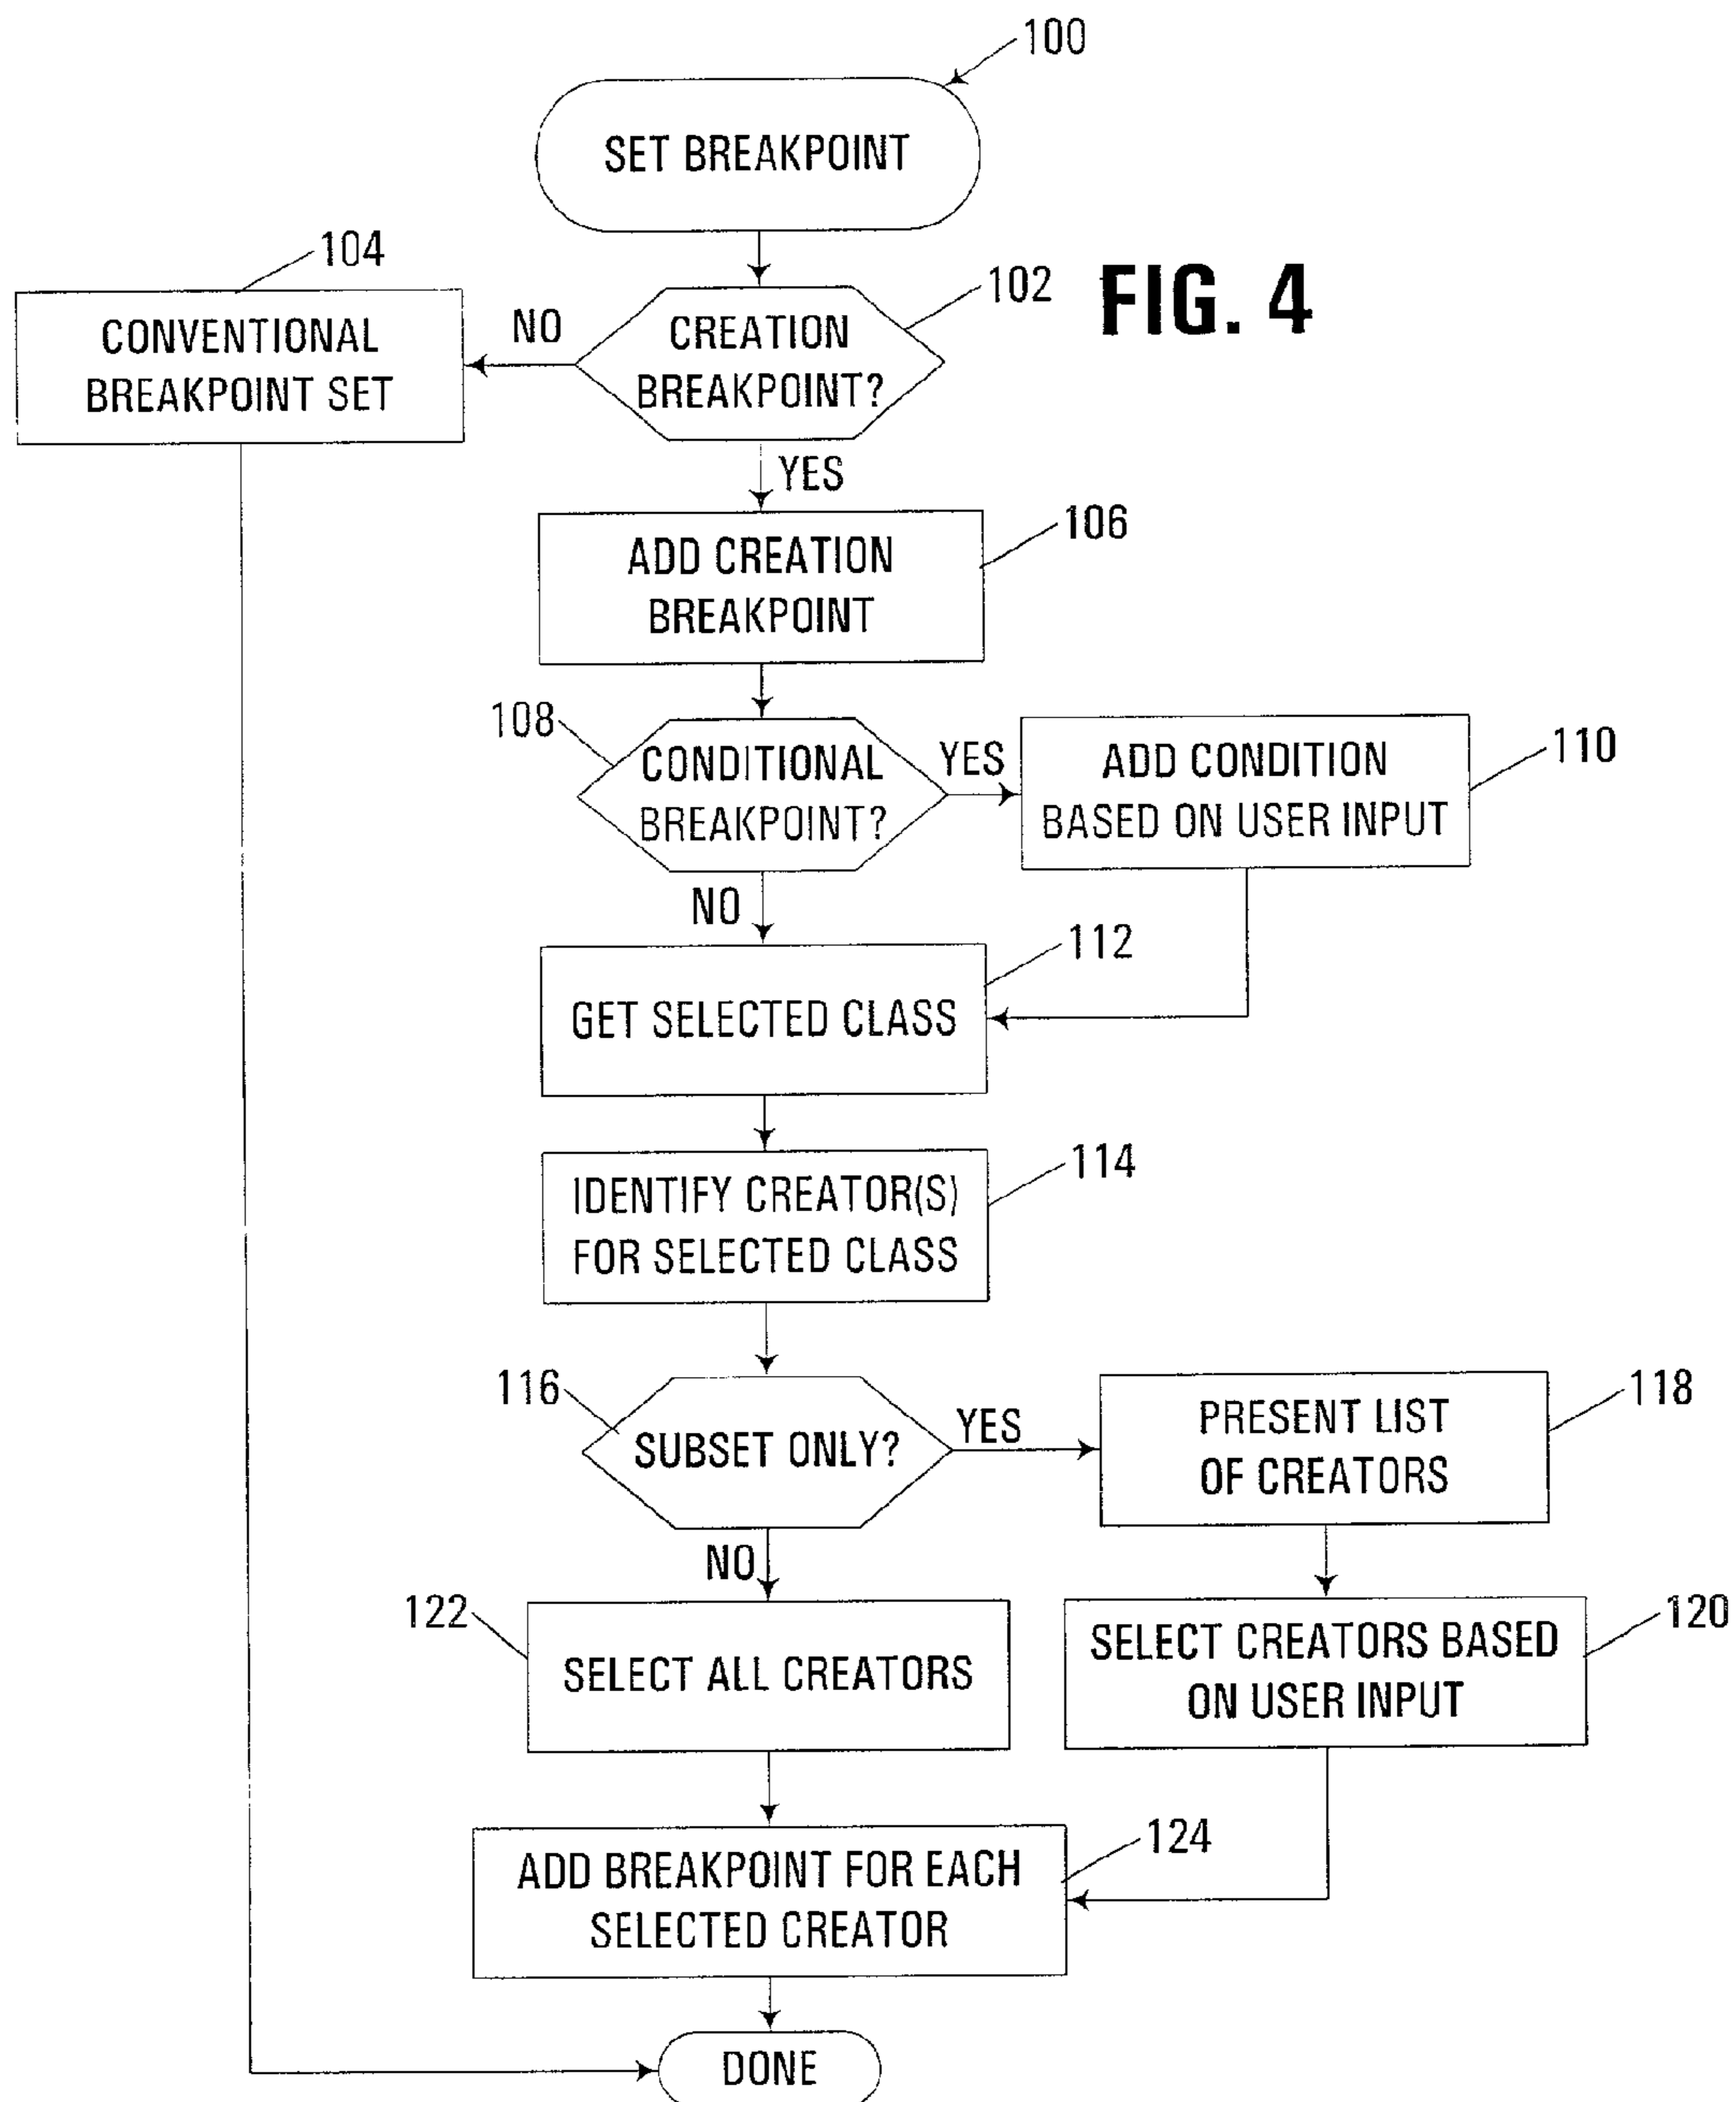 100
SET BREAKPOINT
104
102
FIG. 4
CONVENTIONAL
BREAKPOINT SET
NO
CREATION
BREAKPOINT?
YES
106
ADD CREATION
BREAKPOINT
108
CONDITIONAL
BREAKPOINT?
YES
ADD CONDITION
BASED ON USER INPUT
110
NO
112
GET SELECTED CLASS
114
IDENTIFY CREATOR(S)
FOR SELECTED CLASS
116
SUBSET ONLY?
YES
PRESENT LIST
OF CREATORS
118
NO
122
SELECT ALL CREATORS
SELECT CREATORS BASED
ON USER INPUT
120
ADD BREAKPOINT FOR EACH
SELECTED CREATOR
124
DONE